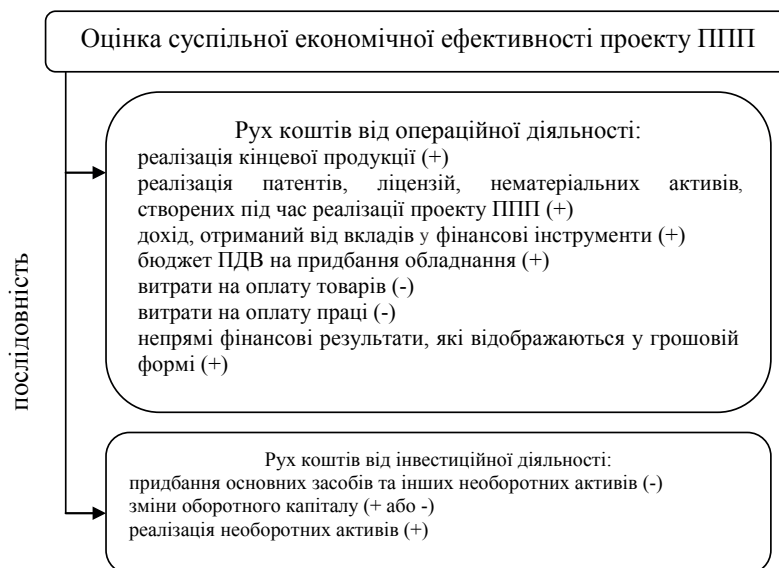 Оцінка суспільної економічної ефективності проекту ППП
Рух коштів від операційної діяльності:
реалізація кінцевої продукції (+)
реалізація патентів, ліцензій, нематеріальних активів,
створених під час реалізації проекту ППП (+)
дохід, отриманий від вкладів у фінансові інструменти (+)
бюджет ПДВ на придбання обладнання (+)
витрати на оплату товарів (-)
витрати на оплату праці (-)
непрямі фінансові результати, які відображаються у грошовій
формі (+)
послідовність
Рух коштів від інвестиційної діяльності:
придбання основних засобів та інших необоротних активів (-)
зміни оборотного капіталу (+ або -)
реалізація необоротних активів (+)